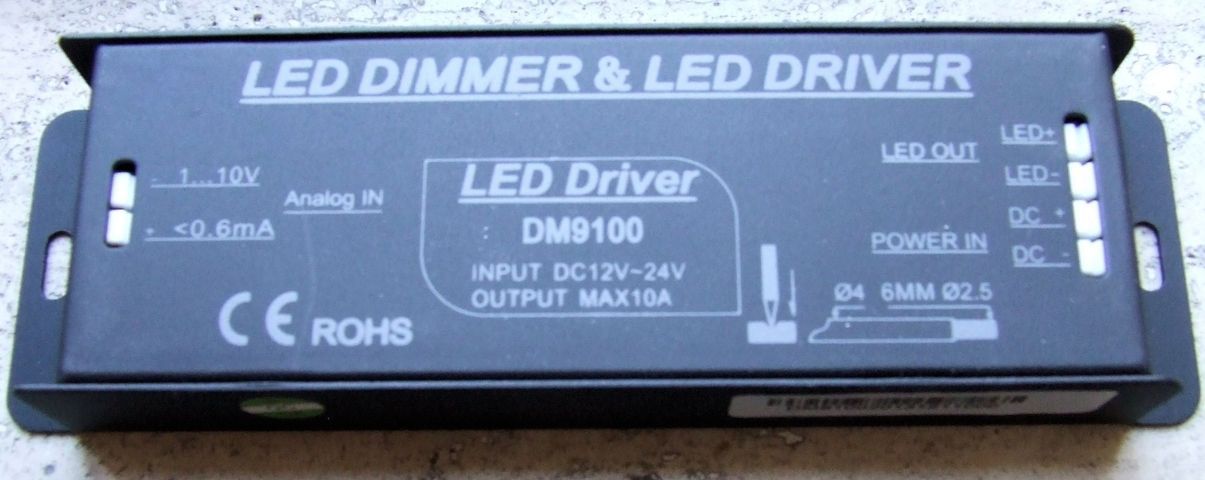 LED DIMMER & LED DRIVER
- 1...10V
+ <0.6mA
Analog IN
LED Driver
DM9100
INPUT DC12V~24V
OUTPUT MAX10A
LED OUT
POWER IN
LED+
LED-
DC +
DC -
Ø4 6MM Ø2.5
CE ROHS